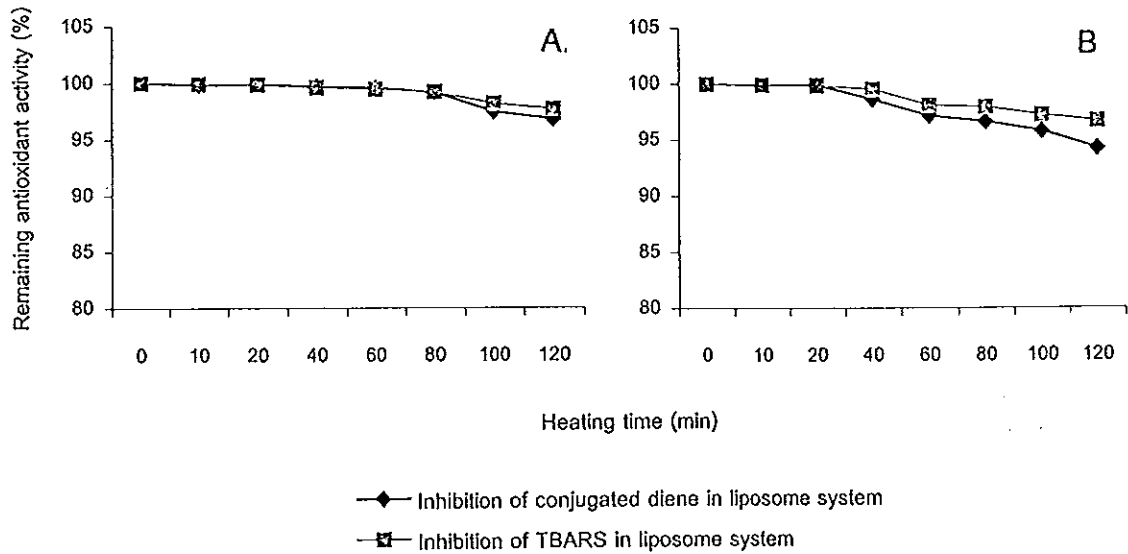 Remaining antioxidant activity (%)
105
100
95
90
85
80
A.
0 10 20 40 60 80 100 120
105
100
95
90
85
80
B
0 10 20 40 60 80 100 120
Heating time (min)
Inhibition of conjugated diene in liposome system
Inhibition of TBARS in liposome system